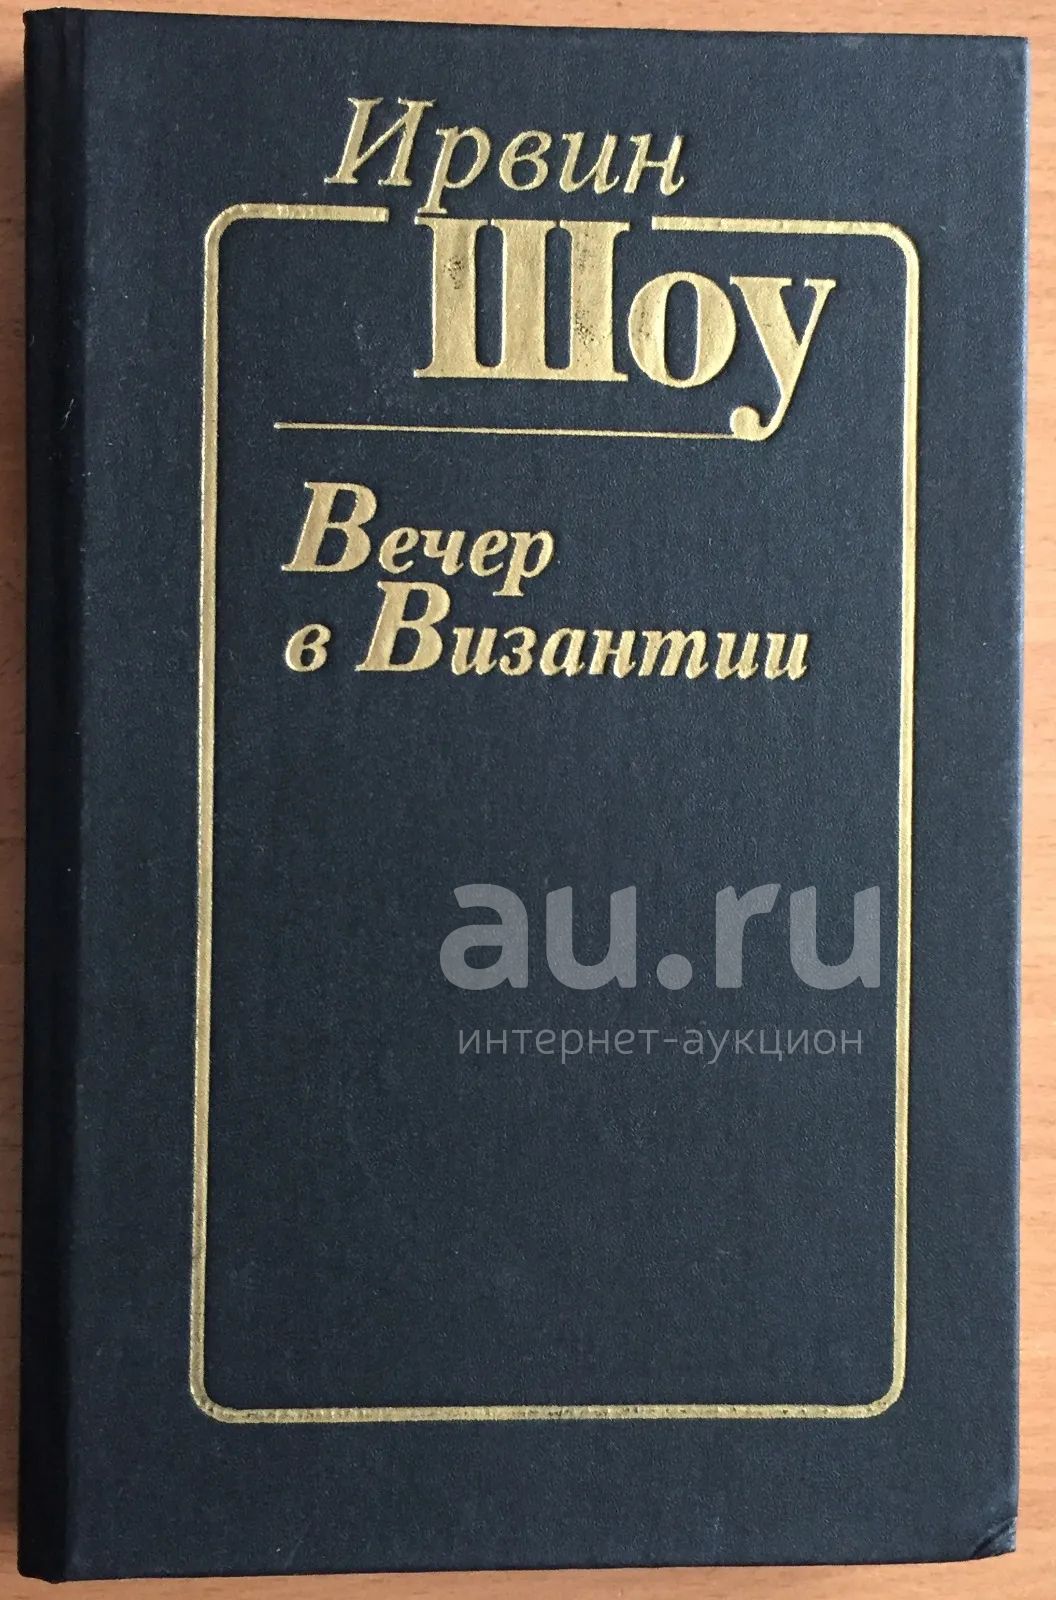 Ирвин
Шоу
Вечер
в Византии
au.ru
интернет-аукцион